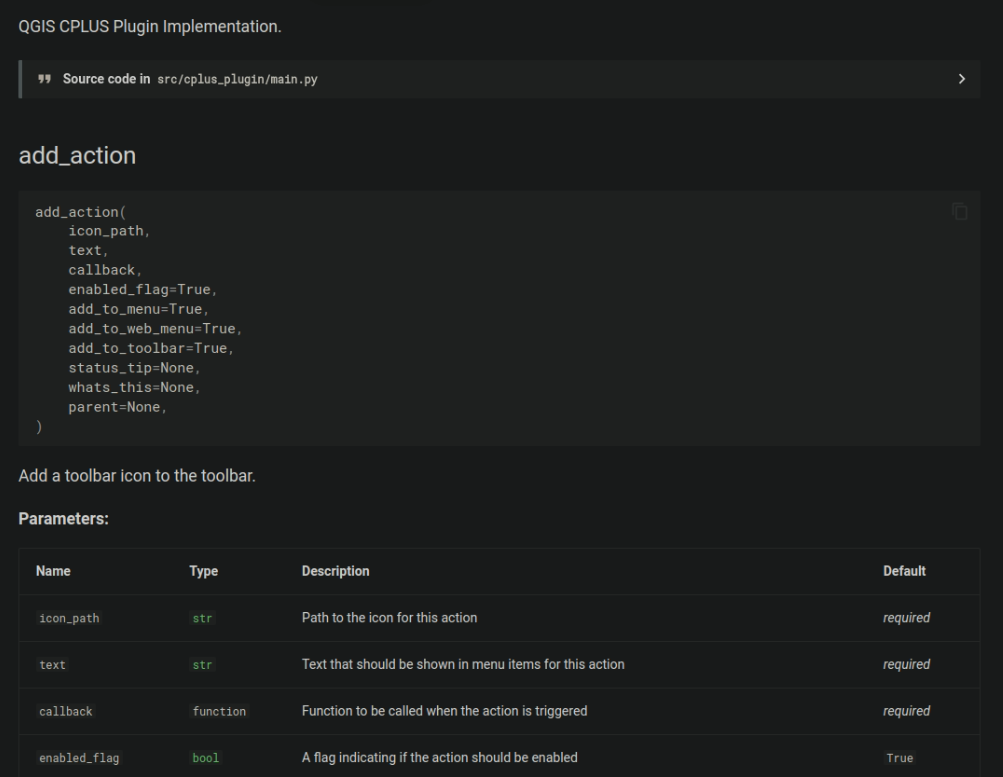 QGIS CPLUS Plugin Implementation.
Source code in src/cplus_plugin/main.py
add_action
add_action(
    icon_path,
    text,
    callback,
    enabled_flag=True,
    add_to_menu=True,
    add_to_web_menu=True,
    add_to_toolbar=True,
    status_tip=None,
    whats_this=None,
    parent=None,
)
Add a toolbar icon to the toolbar.
Parameters:
Name Type Description Default
icon_path str Path to the icon for this action required
text str Text that should be shown in menu items for this action required
callback function Function to be called when the action is triggered required
enabled_flag bool A flag indicating if the action should be enabled True